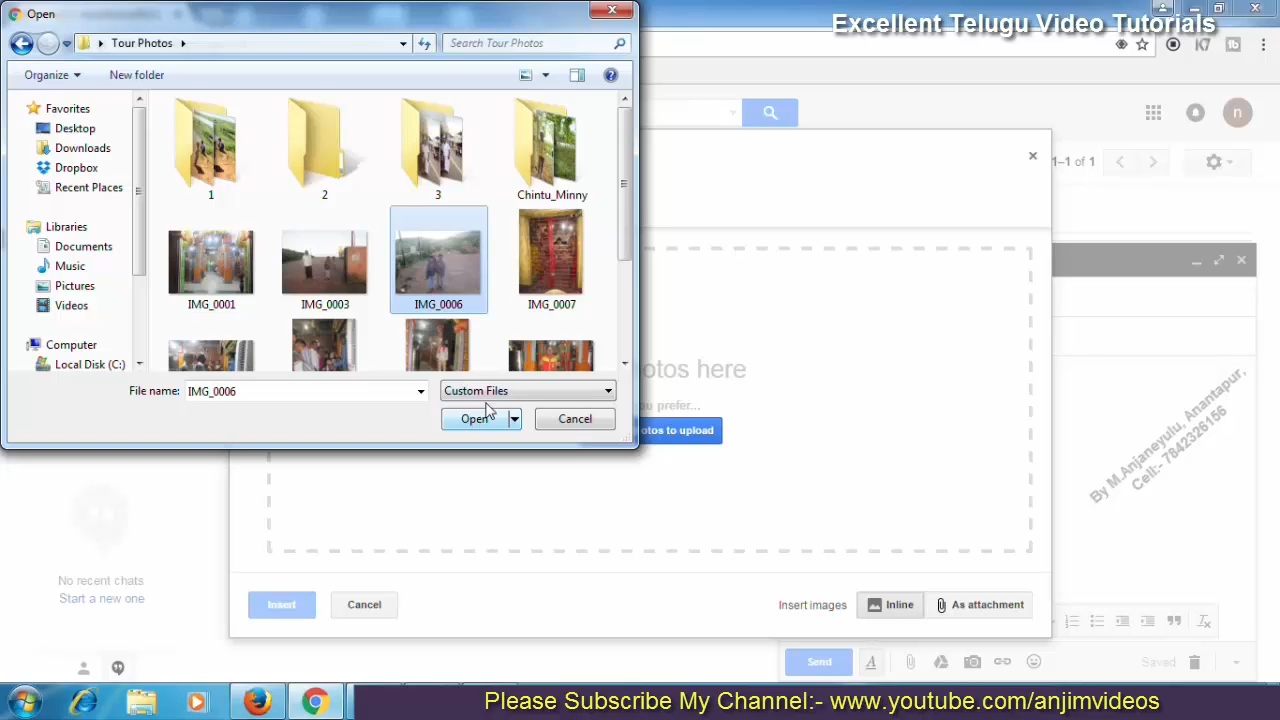 Open
Excellent Telugu Video Tutorials
Tour Photos
Search Tour Photos
Organize
New folder
Favorites
Desktop
Downloads
Dropbox
Recent Places
Libraries
Documents
Music
Pictures
Videos
Computer
Local Disk (C:)
1
2
3
Chintu_Minny
IMG_0001
IMG_0003
IMG_0006
IMG_0007
File name:
IMG_0006
Custom Files
Open
Cancel
n
1–1 of 1
otos here
u prefer...
otos to upload
By M.Anjaneyulu, Anantapur,
Cell:- 7842326156
No recent chats
Start a new one
Insert
Cancel
Insert images
Inline
As attachment
Send
Saved
Please Subscribe My Channel:- www.youtube.com/anjimvideos